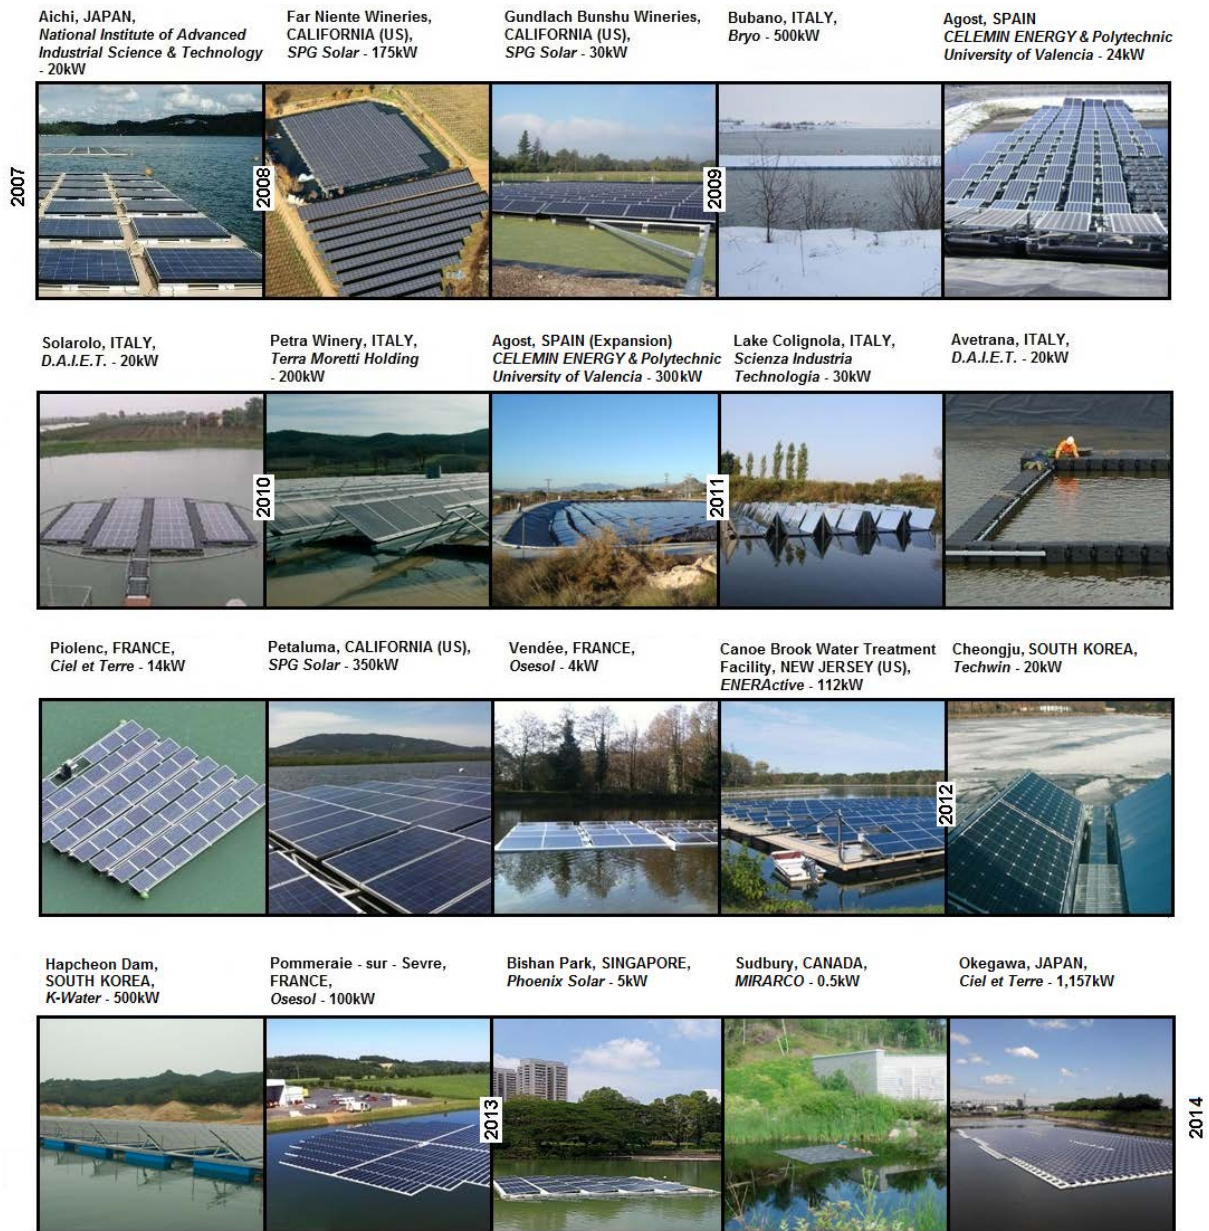 Aichi, JAPAN,
National Institute of Advanced
Industrial Science & Technology
- 20kW
Far Niente Wineries,
CALIFORNIA (US),
SPG Solar - 175kW
Gundlach Bunshu Wineries,
CALIFORNIA (US),
SPG Solar - 30kW
Bubano, ITALY,
Bryo - 500kW
Agost, SPAIN
CELEMIN ENERGY & Polytechnic
University of Valencia - 24kW
2007
2008
2009
Solarolo, ITALY,
D.A.I.E.T. - 20kW
Petra Winery, ITALY,
Terra Moretti Holding
- 200kW
Agost, SPAIN (Expansion)
CELEMIN ENERGY & Polytechnic
University of Valencia - 300kW
Lake Colignola, ITALY,
Scienza Industria
Technologia - 30kW
Avetrana, ITALY,
D.A.I.E.T. - 20kW
2010
2011
Piolenc, FRANCE,
Ciel et Terre - 14kW
Petaluma, CALIFORNIA (US),
SPG Solar - 350kW
Vendée, FRANCE,
Osesol - 4kW
Canoe Brook Water Treatment
Facility, NEW JERSEY (US),
ENERActive - 112kW
Cheongju, SOUTH KOREA,
Techwin - 20kW
2012
Hapcheon Dam,
SOUTH KOREA,
K-Water - 500kW
Pommeraie - sur - Sevre,
FRANCE,
Osesol - 100kW
Bishan Park, SINGAPORE,
Phoenix Solar - 5kW
Sudbury, CANADA,
MIRARCO - 0.5kW
Okegawa, JAPAN,
Ciel et Terre - 1,157kW
2013
2014